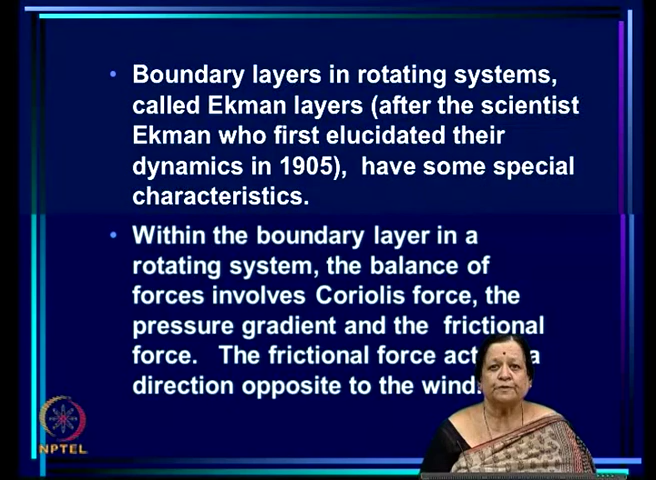 • Boundary layers in rotating systems,
called Ekman layers (after the scientist
Ekman who first elucidated their
dynamics in 1905), have some special
characteristics.
• Within the boundary layer in a
rotating system, the balance of
forces involves Coriolis force, the
pressure gradient and the frictional
force. The frictional force a
direction opposite to the wind.
NPTEL